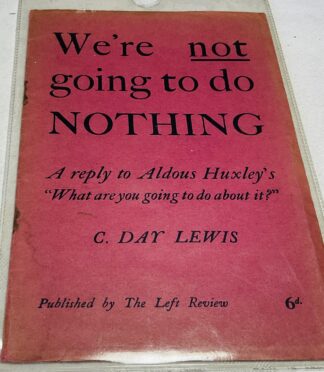 We're not
going to do
NOTHING
A reply to Aldous Huxley's
"What are you going to do about it?"
C. DAY LEWIS
Published by The Left Review 6d.